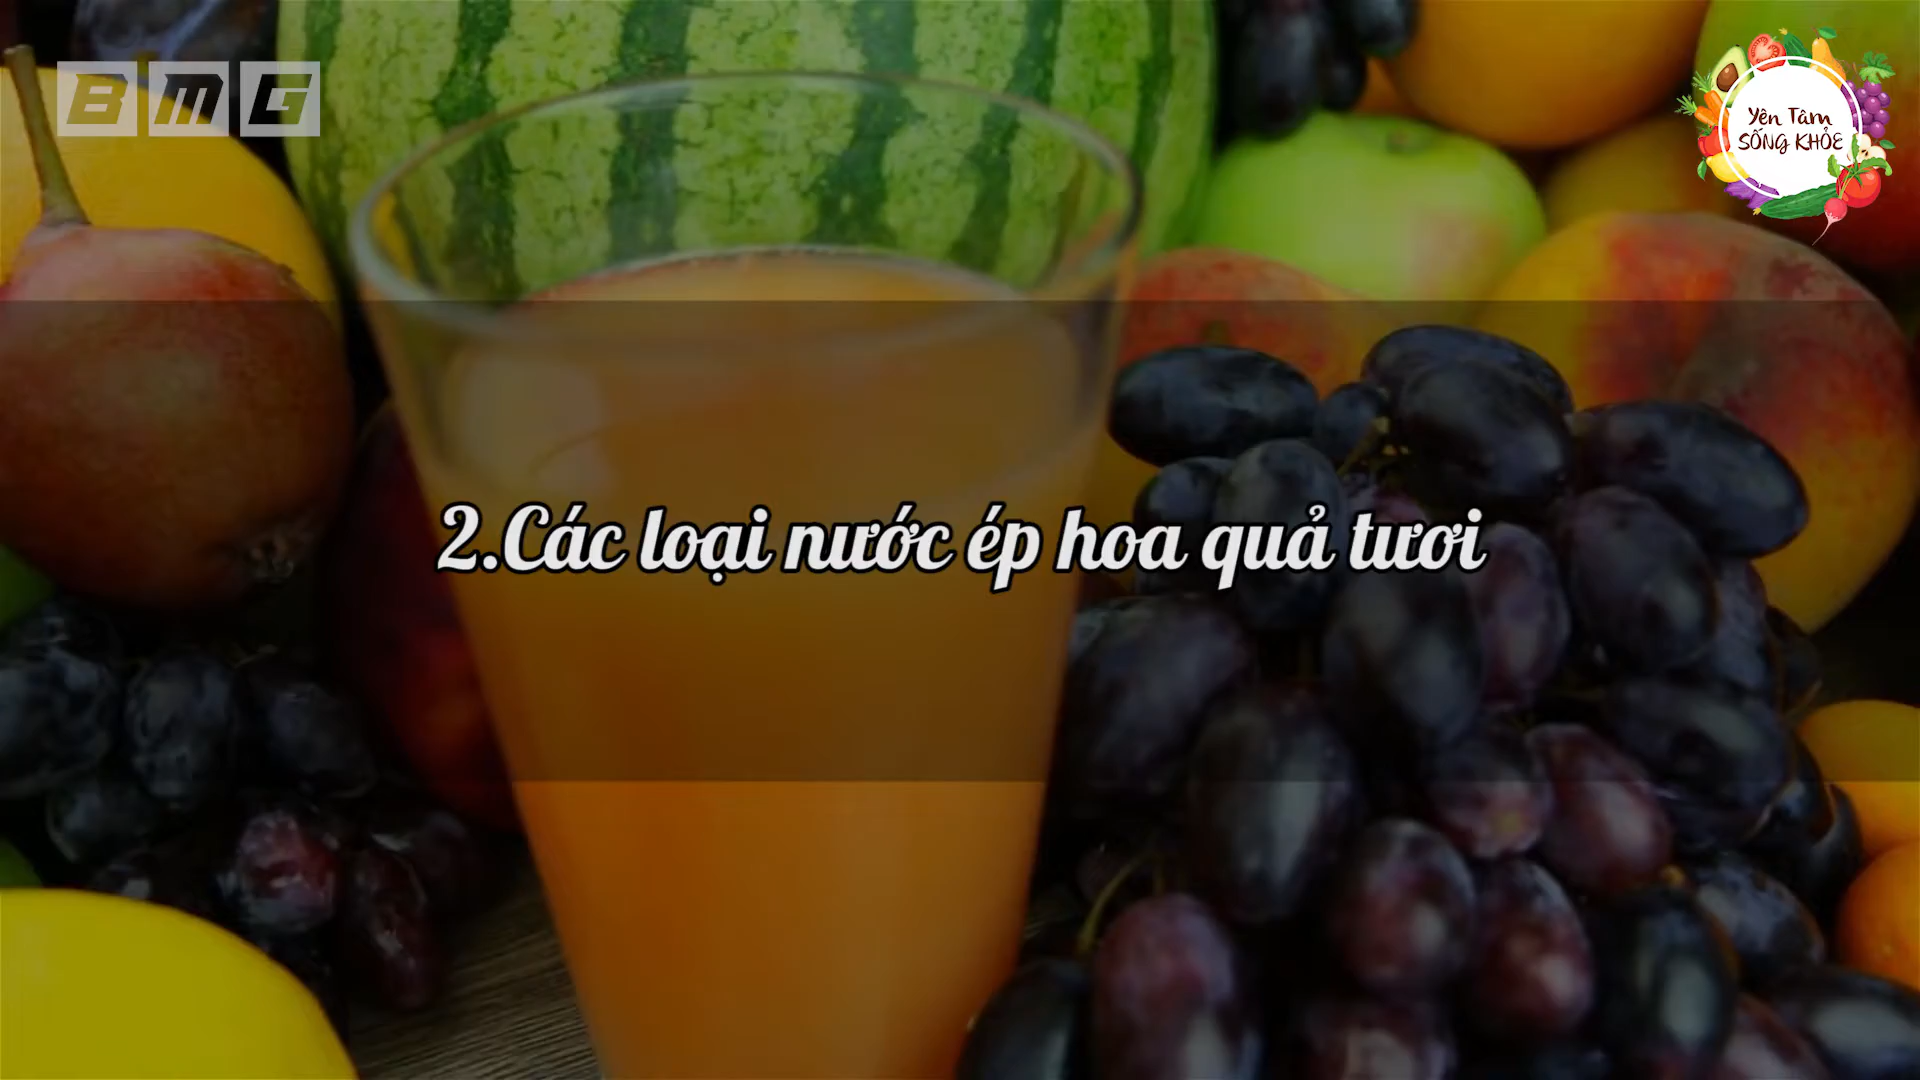 BMG
Yên Tâm
SỐNG KHỎE
2.Các loại nước ép hoa quả tươi